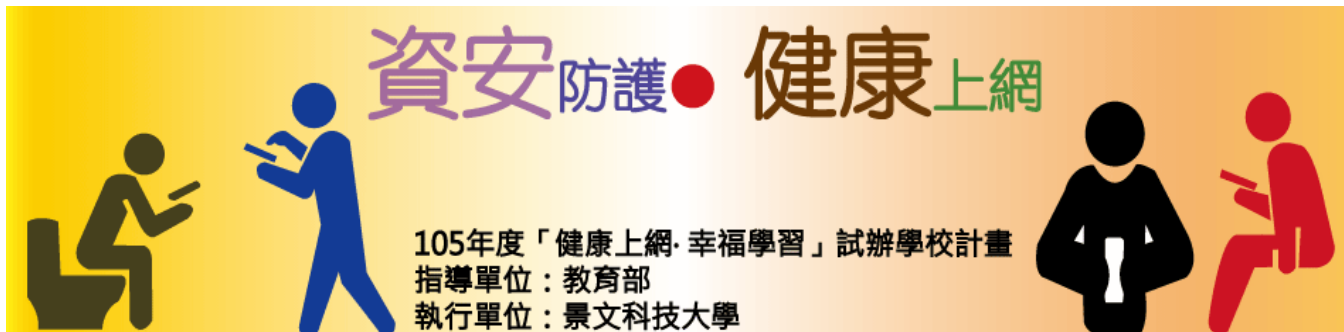 資安防護●健康上網
105年度「健康上網‧幸福學習」試辦學校計畫
指導單位：教育部
執行單位：景文科技大學